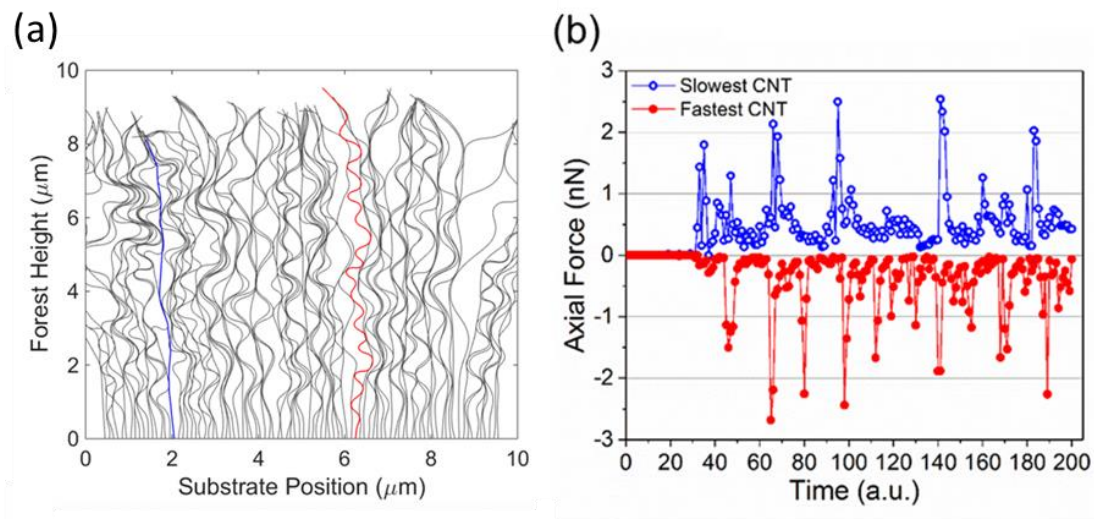 (a)
10
8
6
4
2
0
Forest Height (μm)
0 2 4 6 8 10
Substrate Position (μm)
(b)
3
2
1
0
-1
-2
-3
Axial Force (nN)
Slowest CNT
Fastest CNT
0 20 40 60 80 100 120 140 160 180 200
Time (a.u.)